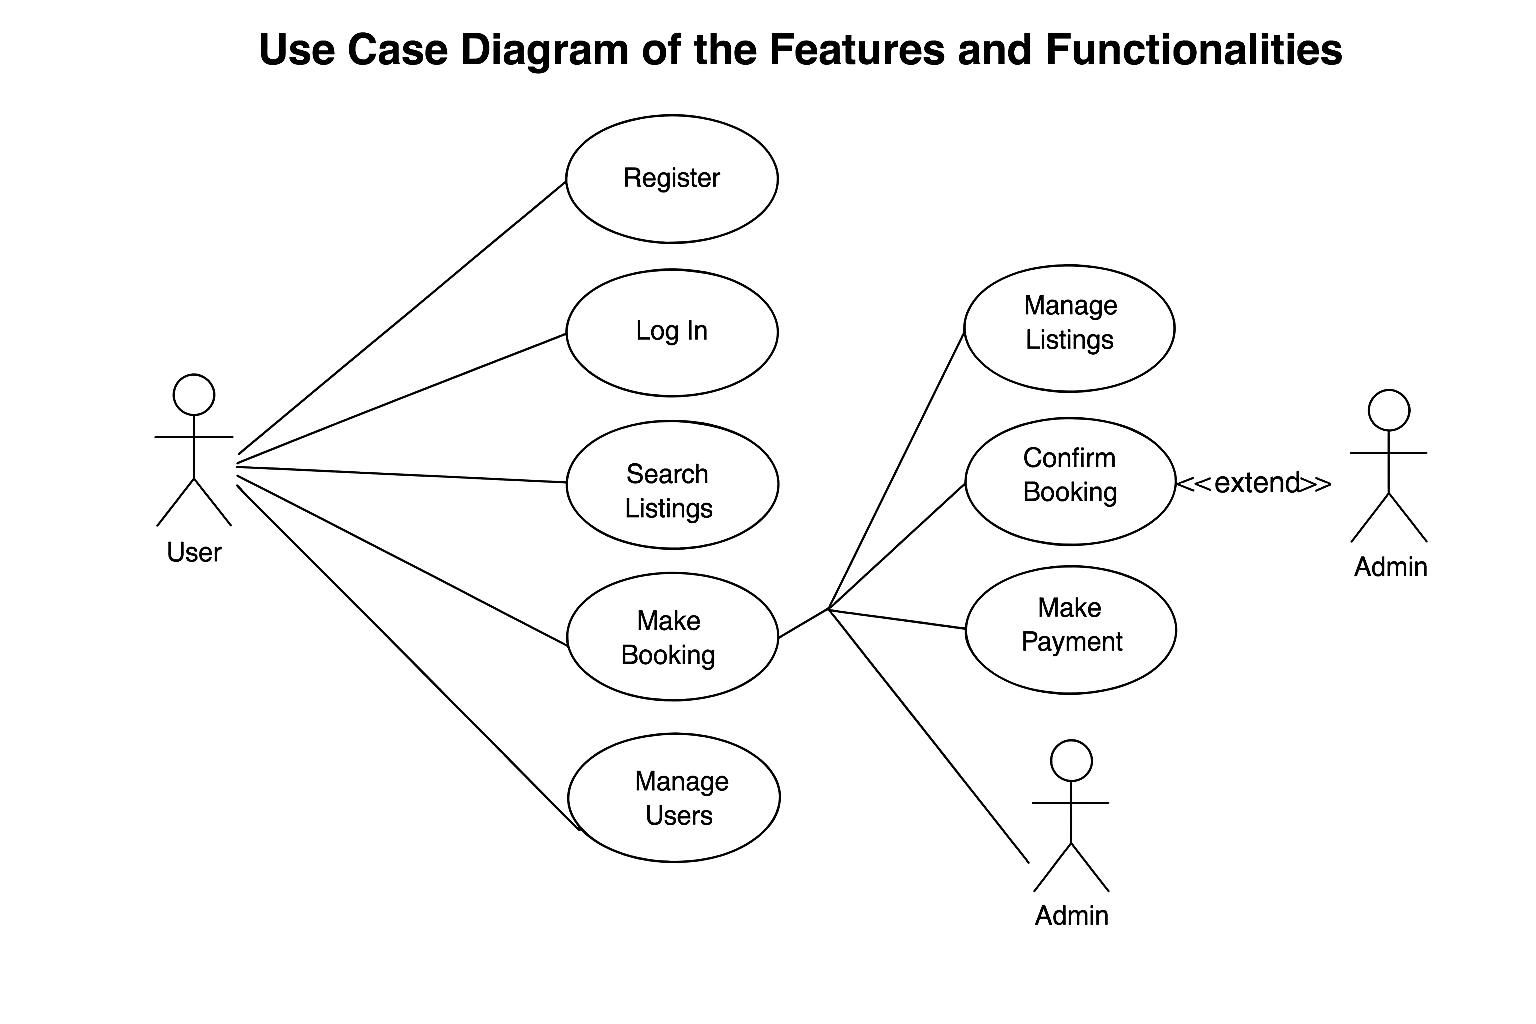 Use Case Diagram of the Features and Functionalities
Register
Log In
Search
Listings
Make
Booking
Manage
Users
User
Manage
Listings
Confirm
Booking
<<extend>>
Make
Payment
Admin
Admin